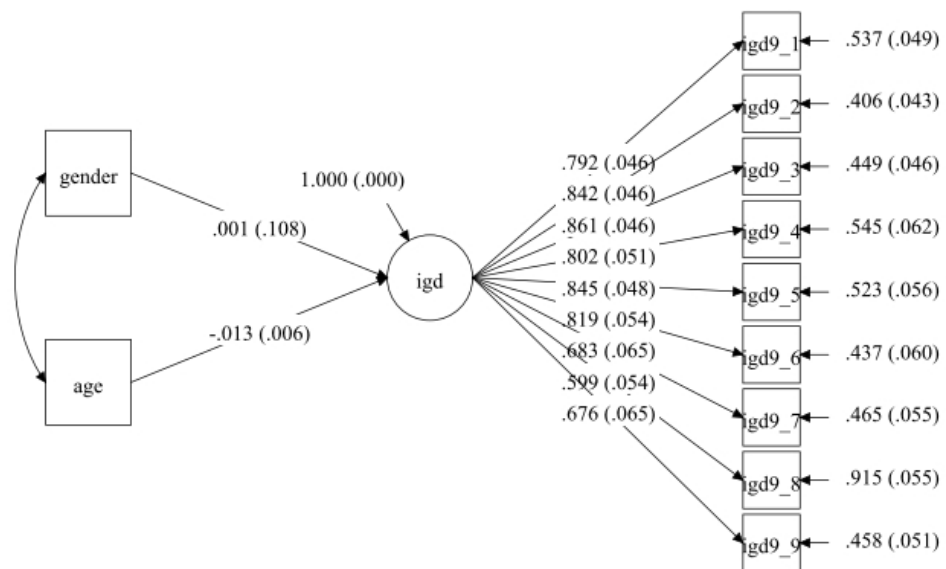 gender
age
.001 (.108)
-.013 (.006)
1.000 (.000)
igd
.792 (.046)
.842 (.046)
.861 (.046)
.802 (.051)
.845 (.048)
.819 (.054)
.683 (.065)
.599 (.054)
.676 (.065)
igd9_1 .537 (.049)
igd9_2 .406 (.043)
igd9_3 .449 (.046)
igd9_4 .545 (.062)
igd9_5 .523 (.056)
igd9_6 .437 (.060)
igd9_7 .465 (.055)
igd9_8 .915 (.055)
igd9_9 .458 (.051)